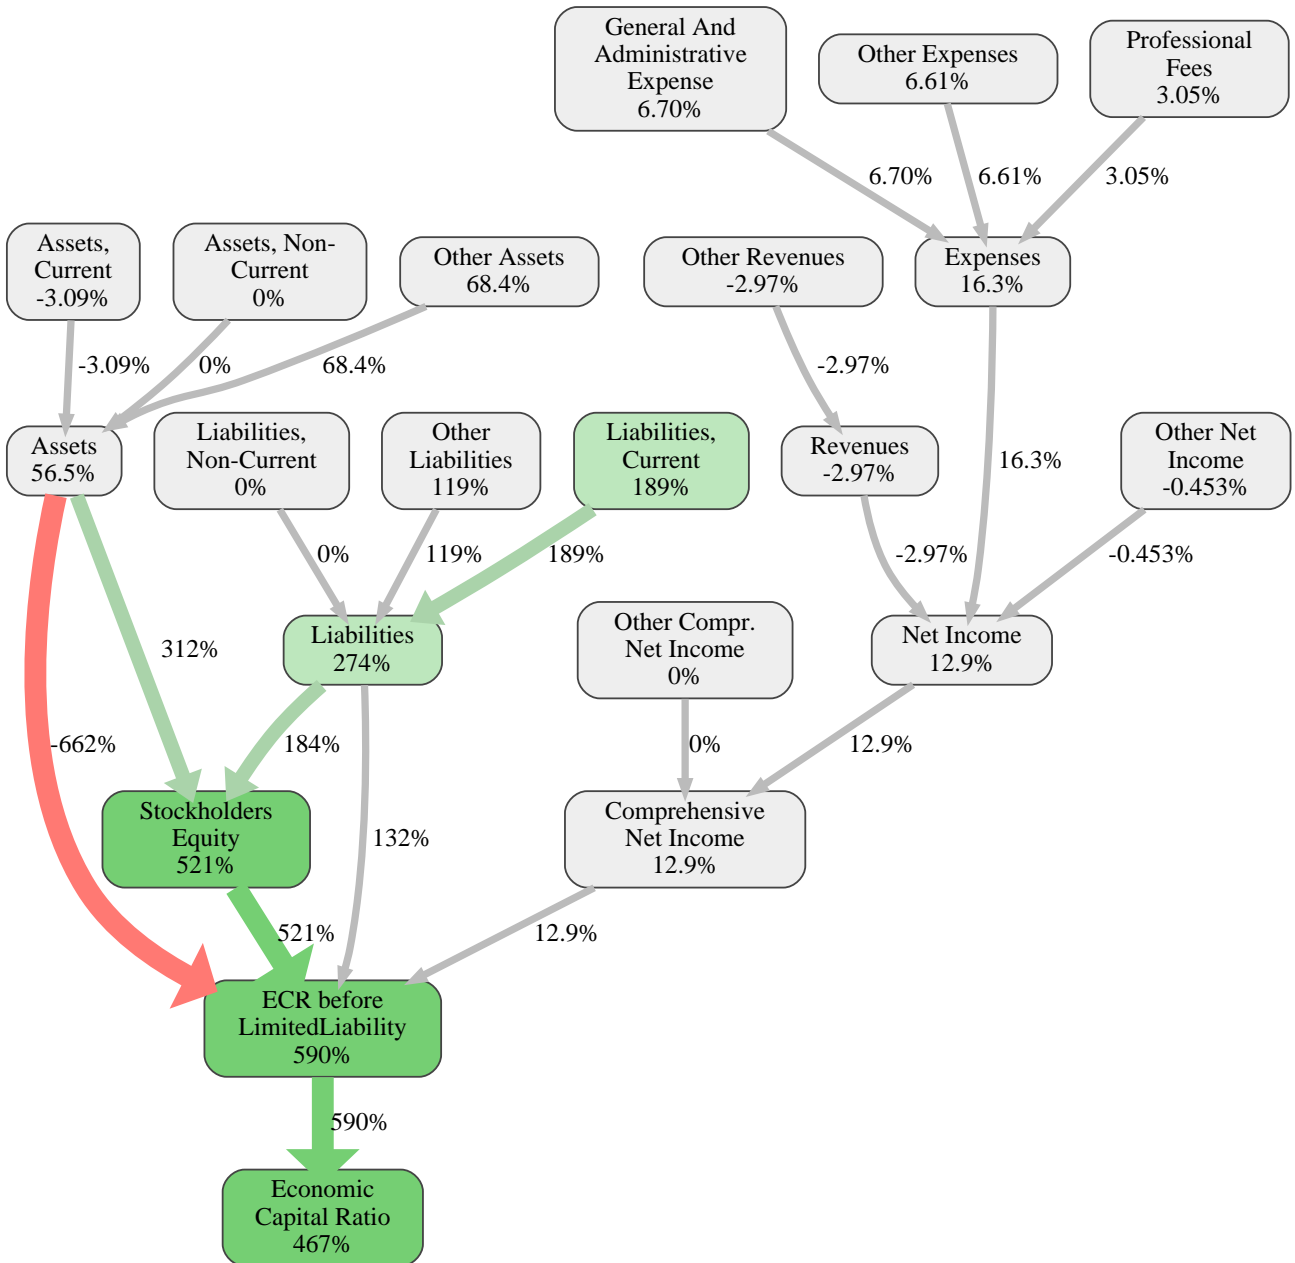 General And
Administrative
Expense
6.70%
Other Expenses
6.61%
Professional
Fees
3.05%
6.70%
6.61%
3.05%
Assets,
Current
-3.09%
Assets, Non-
Current
0%
Other Assets
68.4%
Other Revenues
-2.97%
Expenses
16.3%
-3.09%
0%
68.4%
-2.97%
Assets
56.5%
Liabilities,
Non-Current
0%
Other
Liabilities
119%
Liabilities,
Current
189%
Revenues
-2.97%
16.3%
Other Net
Income
-0.453%
0%
119%
189%
-2.97%
-0.453%
312%
Liabilities
274%
Other Compr.
Net Income
0%
Net Income
12.9%
-662%
184%
0%
12.9%
Stockholders
Equity
521%
132%
Comprehensive
Net Income
12.9%
521%
12.9%
ECR before
LimitedLiability
590%
590%
Economic
Capital Ratio
467%